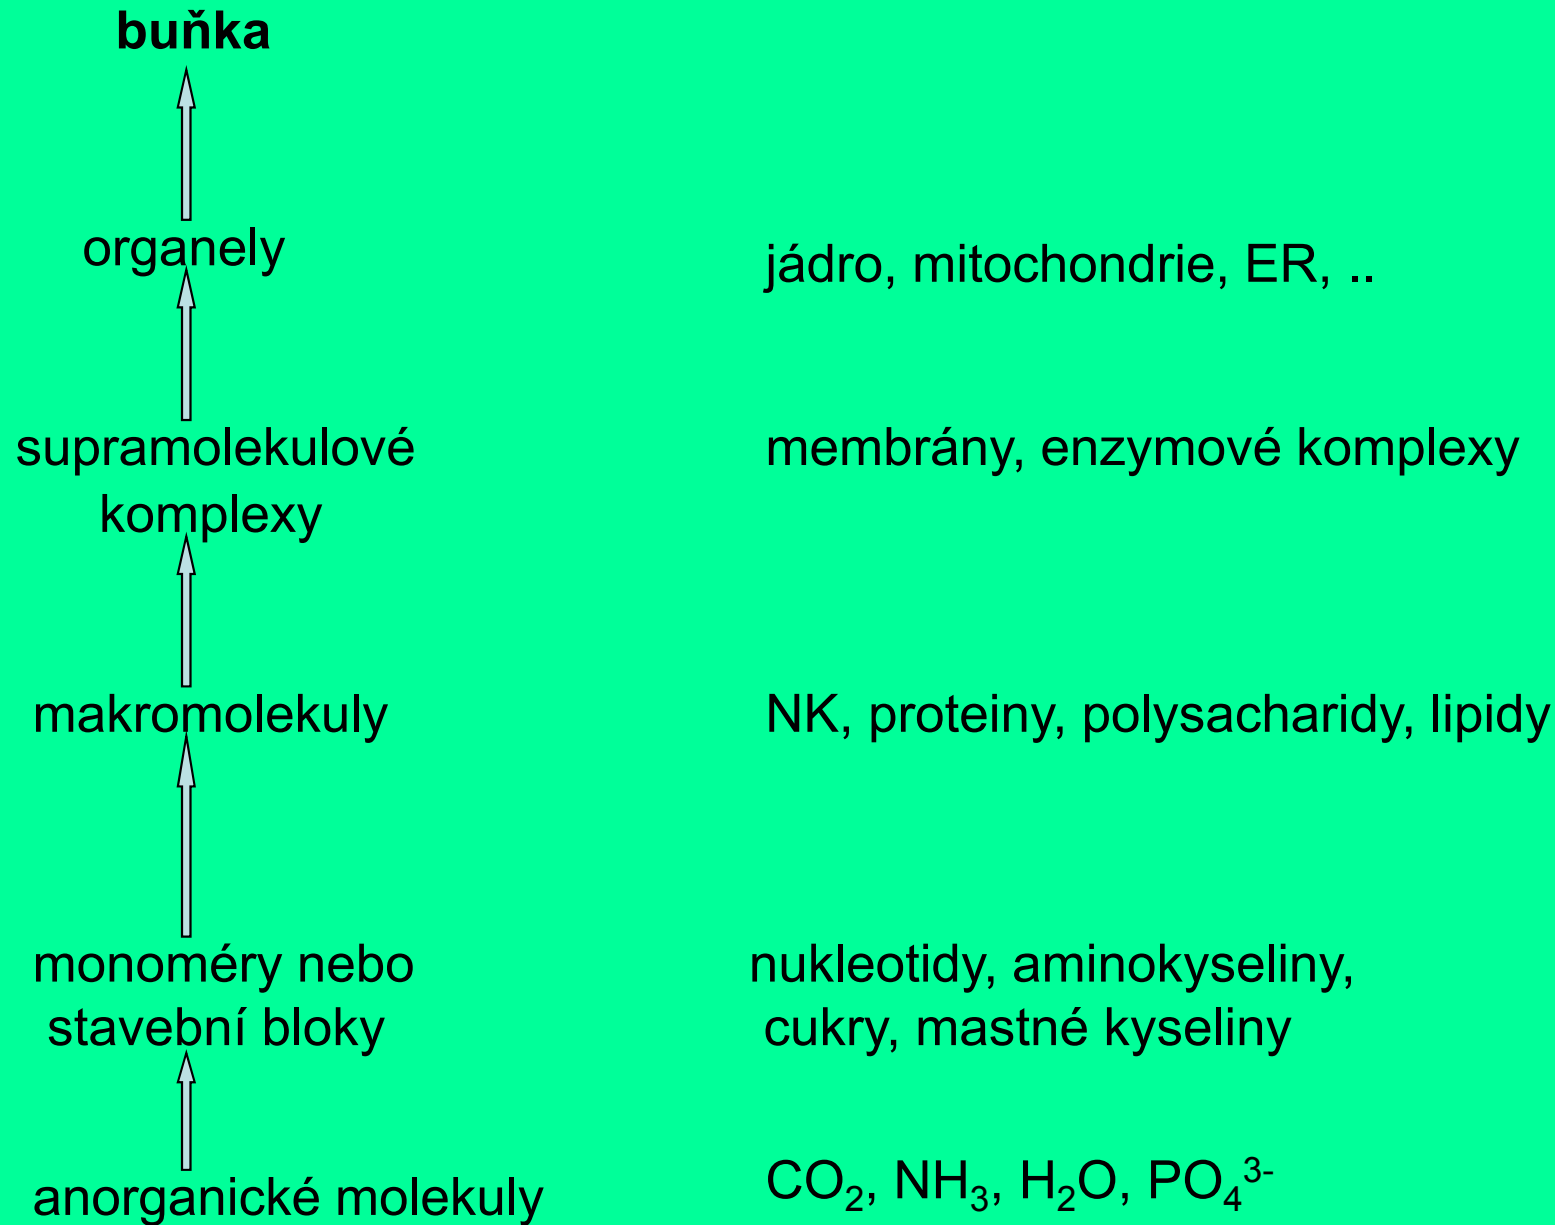 buňka
organely
jádro, mitochondrie, ER, ..
supramolekulové
komplexy
membrány, enzymové komplexy
makromolekuly
NK, proteiny, polysacharidy, lipidy
monoméry nebo
stavební bloky
nukleotidy, aminokyseliny,
cukry, mastné kyseliny
anorganické molekuly
CO₂, NH₃, H₂O, PO₄³⁻